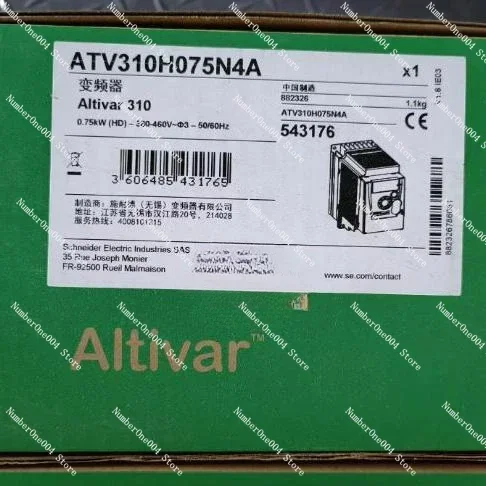 ATV310H075N4A
x1
变频器
Altivar 310
0.75kW (HD) - 380-460V~Φ3 - 50/60Hz
中国制造
882326
1.1kg
ATV310H075N4A
543176
CE
3 606485 431765
制造商：施耐德（无锡）变频器有限公司
地址：江苏省无锡市汉江路20号，214028
服务热线：4008101315
Schneider Electric Industries SAS
35 Rue Joseph Monier
FR-92500 Rueil Malmaison
www.se.com/contact
Altivar™
NumberOne004 Store